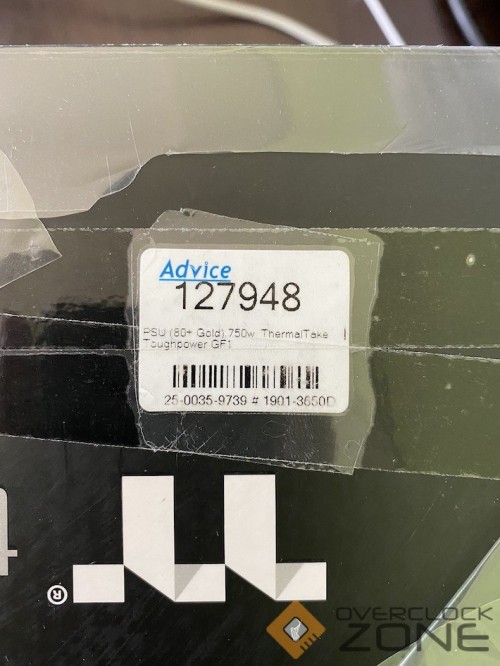 Advice
127948
PSU (80+ Gold) 750w. ThermalTake
Toughpower GF1
25-0035-9739 # 1901-3650D
®
OVERCLOCK
ZONE